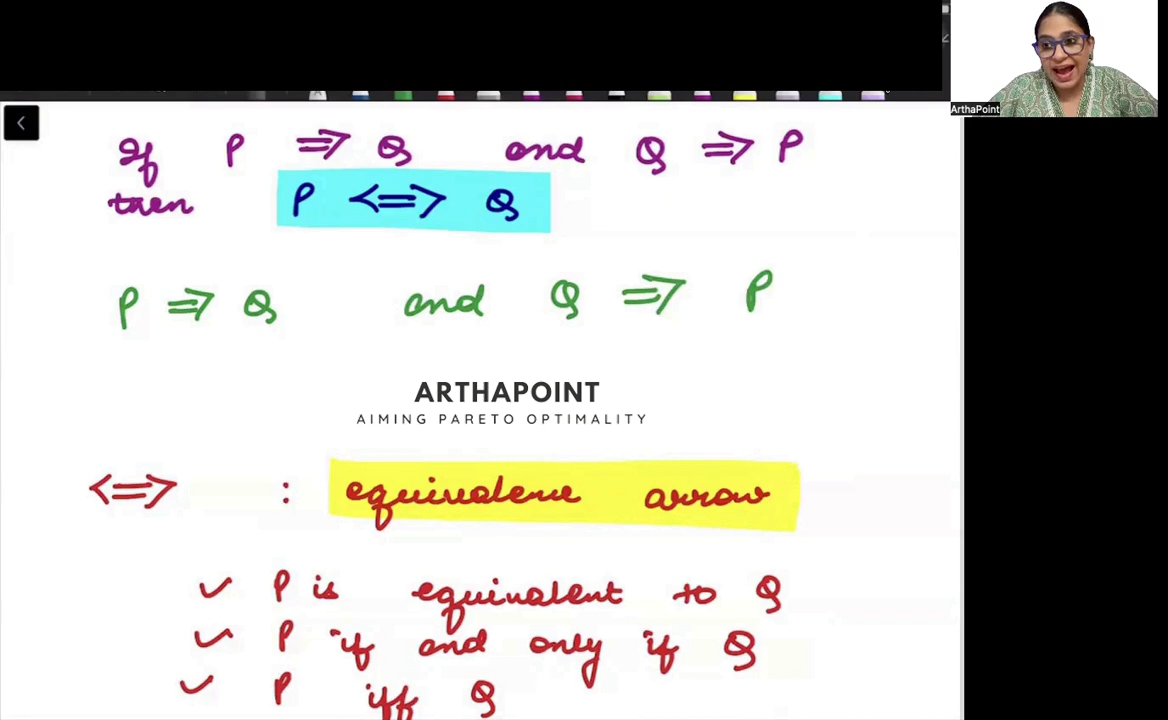 ArthaPoint
If P ⇒ Q and Q ⇒ P
then P ⇔ Q
P ⇒ Q and Q ⇒ P
ARTHAPOINT
AIMING PARETO OPTIMALITY
⇔ : equivalence arrow
✓ P is equivalent to Q
✓ P if and only if Q
✓ P iff Q